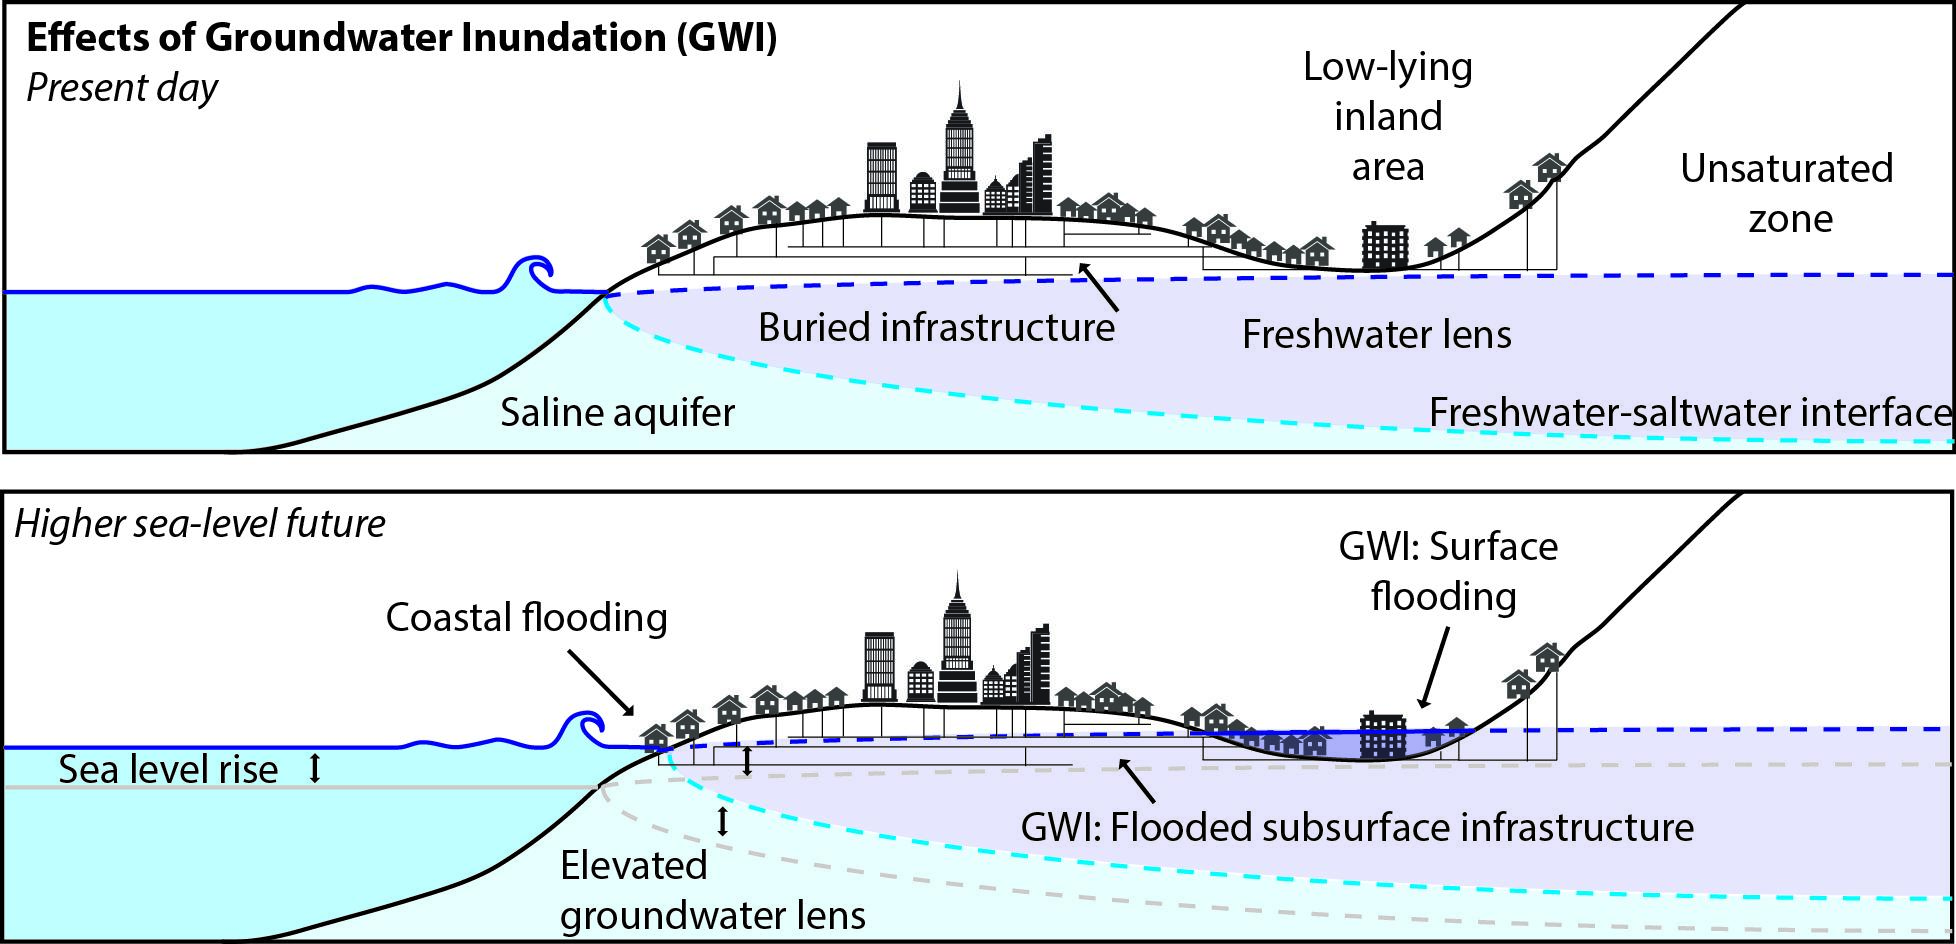 Effects of Groundwater Inundation (GWI)
Present day
Low-lying
inland
area
Unsaturated
zone
Buried infrastructure
Freshwater lens
Saline aquifer
Freshwater-saltwater interface
Higher sea-level future
GWI: Surface
flooding
Coastal flooding
Sea level rise
GWI: Flooded subsurface infrastructure
Elevated
groundwater lens